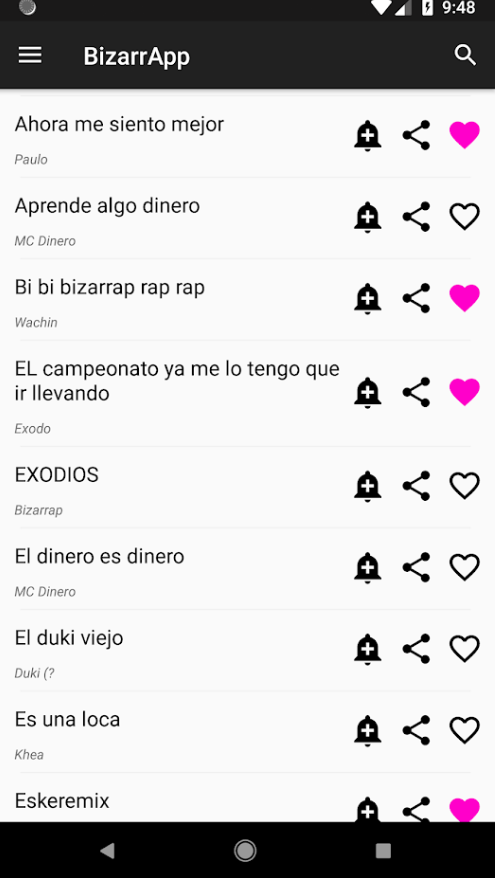 9:48
BizarrApp
Ahora me siento mejor
Paulo
Aprende algo dinero
MC Dinero
Bi bi bizarrap rap rap
Wachin
EL campeonato ya me lo tengo que
ir llevando
Exodo
EXODIOS
Bizarrap
El dinero es dinero
MC Dinero
El duki viejo
Duki (?
Es una loca
Khea
Eskeremix